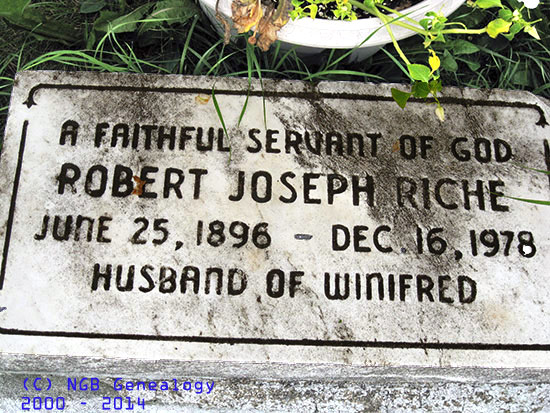 A FAITHFUL SERVANT OF GOD
ROBERT JOSEPH RICHE
JUNE 25, 1896 - DEC. 16, 1978
HUSBAND OF WINIFRED
(C) NGB Genealogy
2000 - 2014